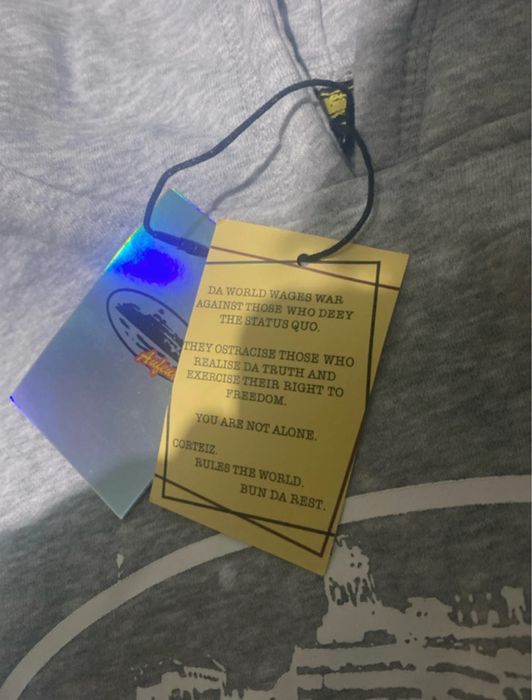 DA WORLD WAGES WAR
AGAINST THOSE WHO DEFY
THE STATUS QUO.
THEY OSTRACISE THOSE WHO
REALISE DA TRUTH AND
EXERCISE THEIR RIGHT TO
FREEDOM.
YOU ARE NOT ALONE.
CORTEIZ.
RULES THE WORLD.
BUN DA REST.